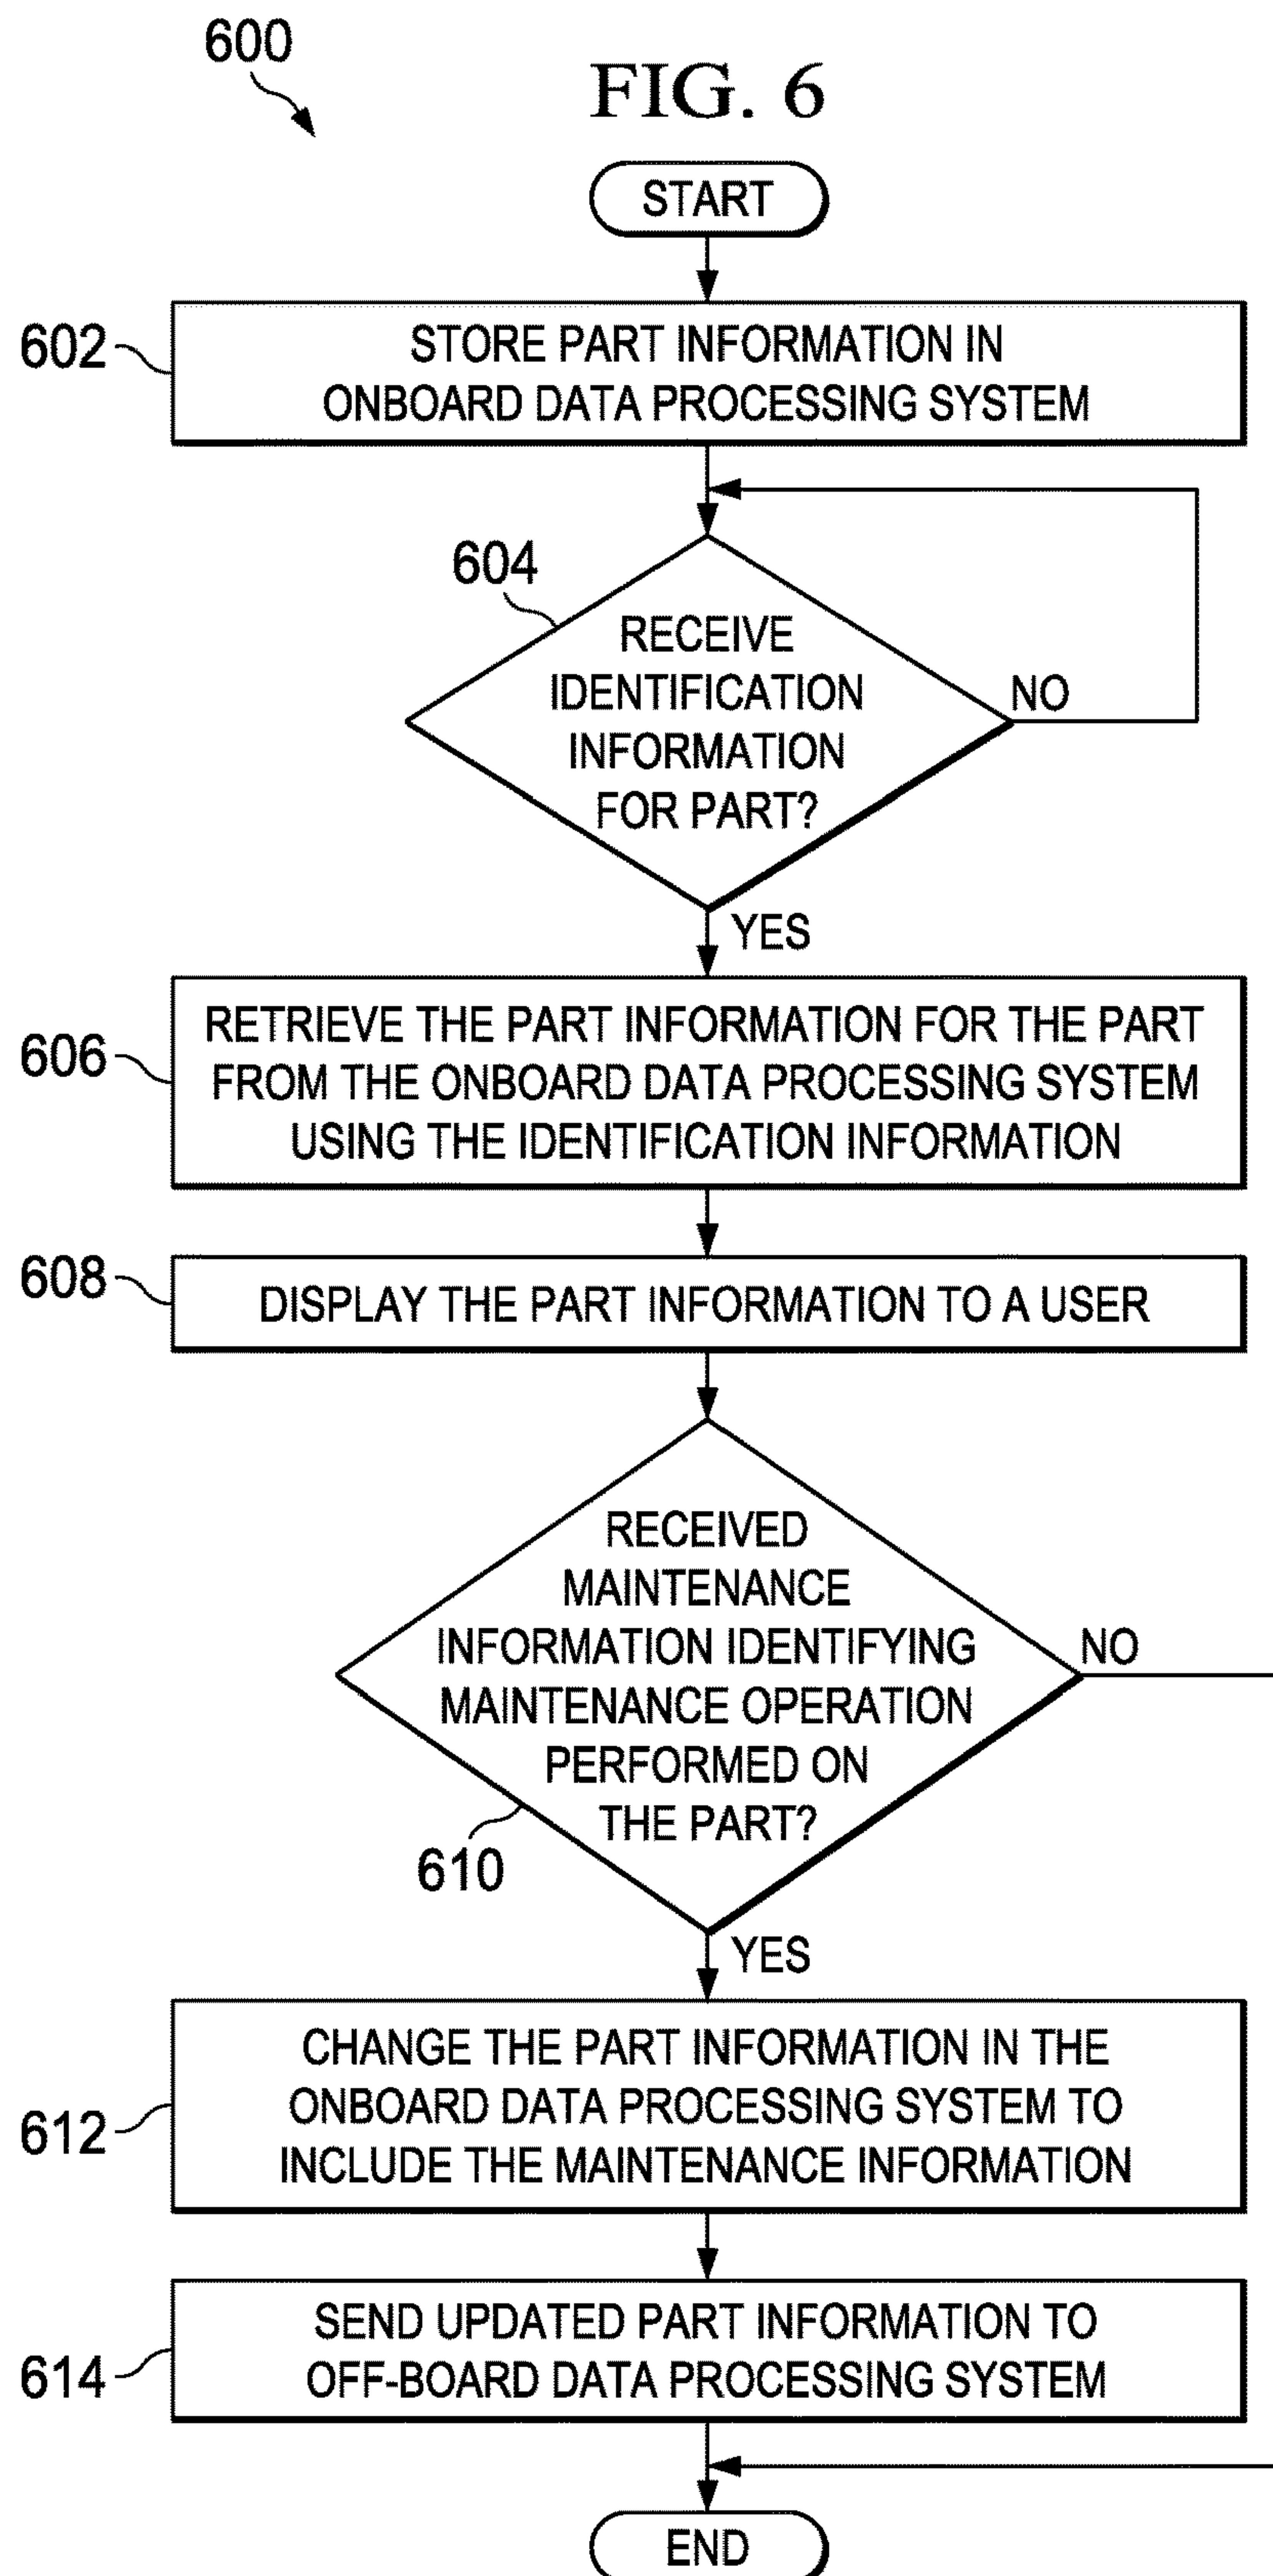 600
FIG. 6
START
602
STORE PART INFORMATION IN
ONBOARD DATA PROCESSING SYSTEM
604
RECEIVE
IDENTIFICATION
INFORMATION
FOR PART?
NO
YES
606
RETRIEVE THE PART INFORMATION FOR THE PART
FROM THE ONBOARD DATA PROCESSING SYSTEM
USING THE IDENTIFICATION INFORMATION
608
DISPLAY THE PART INFORMATION TO A USER
RECEIVED
MAINTENANCE
INFORMATION IDENTIFYING
MAINTENANCE OPERATION
PERFORMED ON
THE PART?
NO
610
YES
612
CHANGE THE PART INFORMATION IN THE
ONBOARD DATA PROCESSING SYSTEM TO
INCLUDE THE MAINTENANCE INFORMATION
614
SEND UPDATED PART INFORMATION TO
OFF-BOARD DATA PROCESSING SYSTEM
END